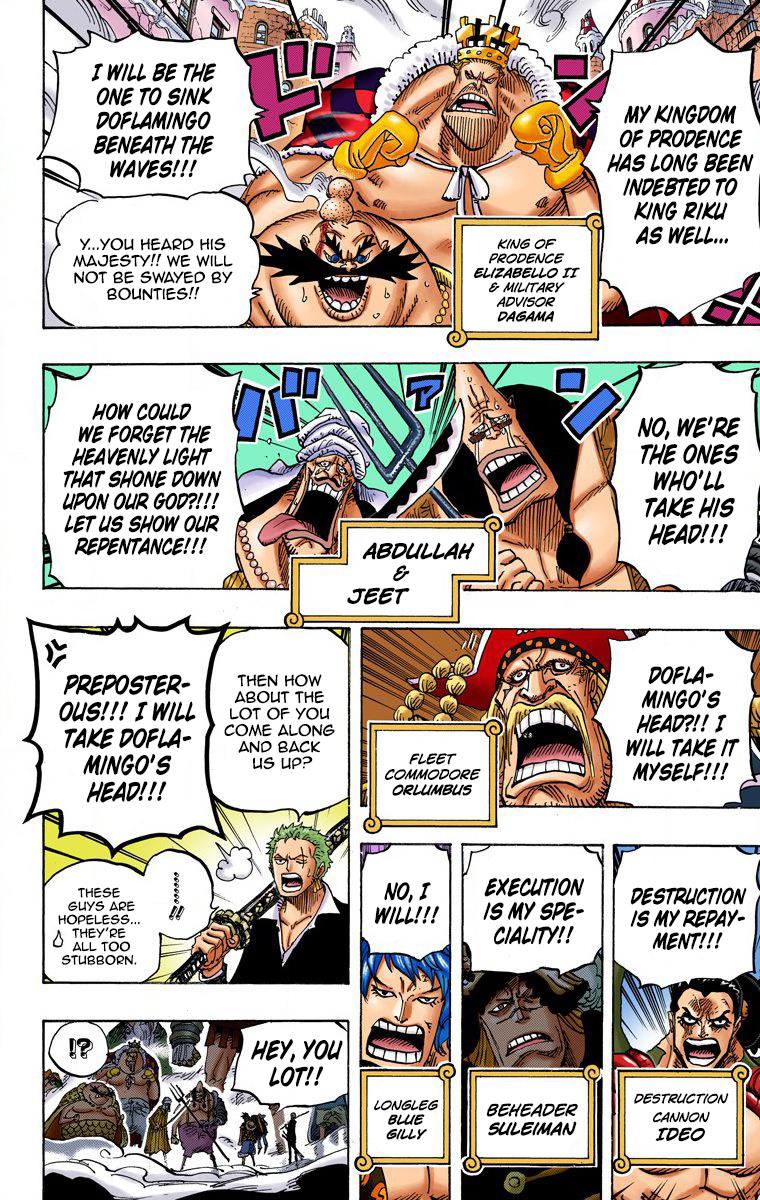 MY KINGDOM
OF PRODENCE
HAS LONG BEEN
INDEBTED TO
KING RIKU
AS WELL...
I WILL BE THE
ONE TO SINK
DOFLAMINGO
BENEATH THE
WAVES!!!
ドン
Y...YOU HEARD HIS
MAJESTY!! WE WILL
NOT BE SWAYED BY
BOUNTIES!!
KING OF
PRODENCE
ELIZABELLO II
& MILITARY
ADVISOR
DAGAMA
NO, WE'RE
THE ONES
WHO'LL
TAKE HIS
HEAD!!!
HOW COULD
WE FORGET THE
HEAVENLY LIGHT
THAT SHONE DOWN
UPON OUR GOD?!!!
LET US SHOW OUR
REPENTANCE!!!
バァン
ABDULLAH
&
JEET
DOFLA-
MINGO'S
HEAD?!! I
WILL TAKE IT
MYSELF!!!
FLEET
COMMODORE
ORLUMBUS
THEN HOW
ABOUT THE
LOT OF YOU
COME ALONG
AND BACK
US UP?
PREPOSTER-
OUS!!! I WILL
TAKE DOFLA-
MINGO'S
HEAD!!!
......!!
THESE
GUYS ARE
HOPELESS...
THEY'RE
ALL TOO
STUBBORN.
DESTRUCTION
IS MY REPAY-
MENT!!!
DESTRUCTION
CANNON
IDEO
EXECUTION
IS MY SPE-
CIALITY!!
BEHEADER
SULEIMAN
NO, I
WILL!!!
LONGLEG
BLUE
GILLY
HEY, YOU
LOT!!
!?